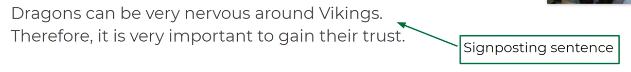 Dragons can be very nervous around Vikings.
Therefore, it is very important to gain their trust.
Signposting sentence